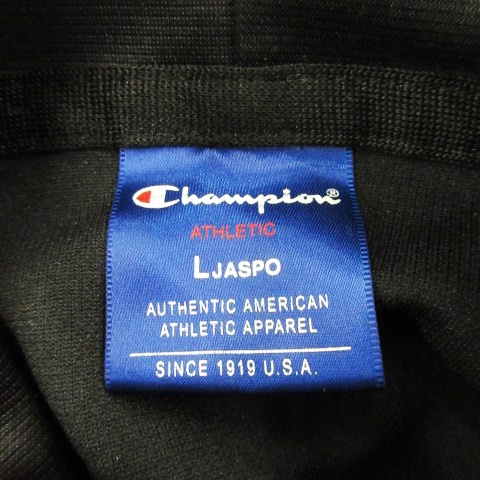 Champion®
ATHLETIC
L JASPO
AUTHENTIC AMERICAN
ATHLETIC APPAREL
SINCE 1919 U.S.A.